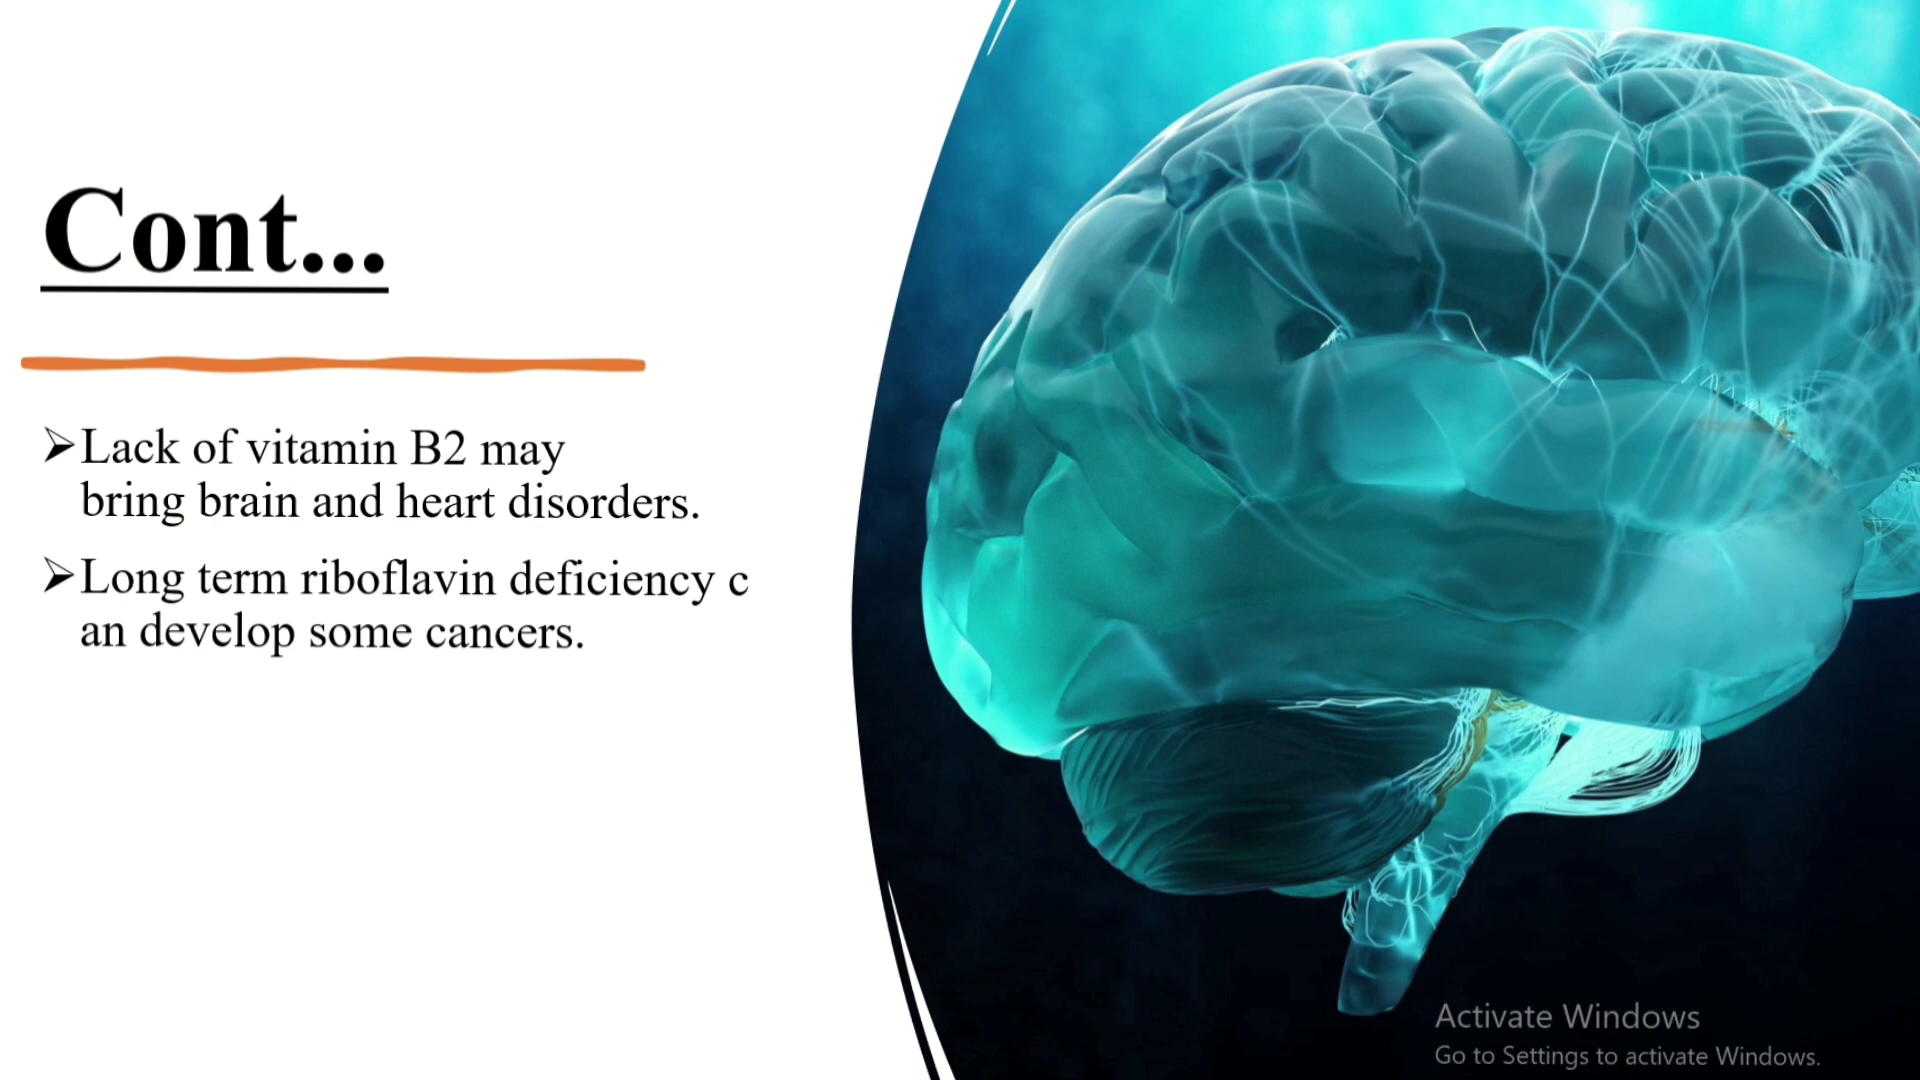 Cont...
➢Lack of vitamin B2 may
bring brain and heart disorders.
➢Long term riboflavin deficiency c
an develop some cancers.
Activate Windows
Go to Settings to activate Windows.